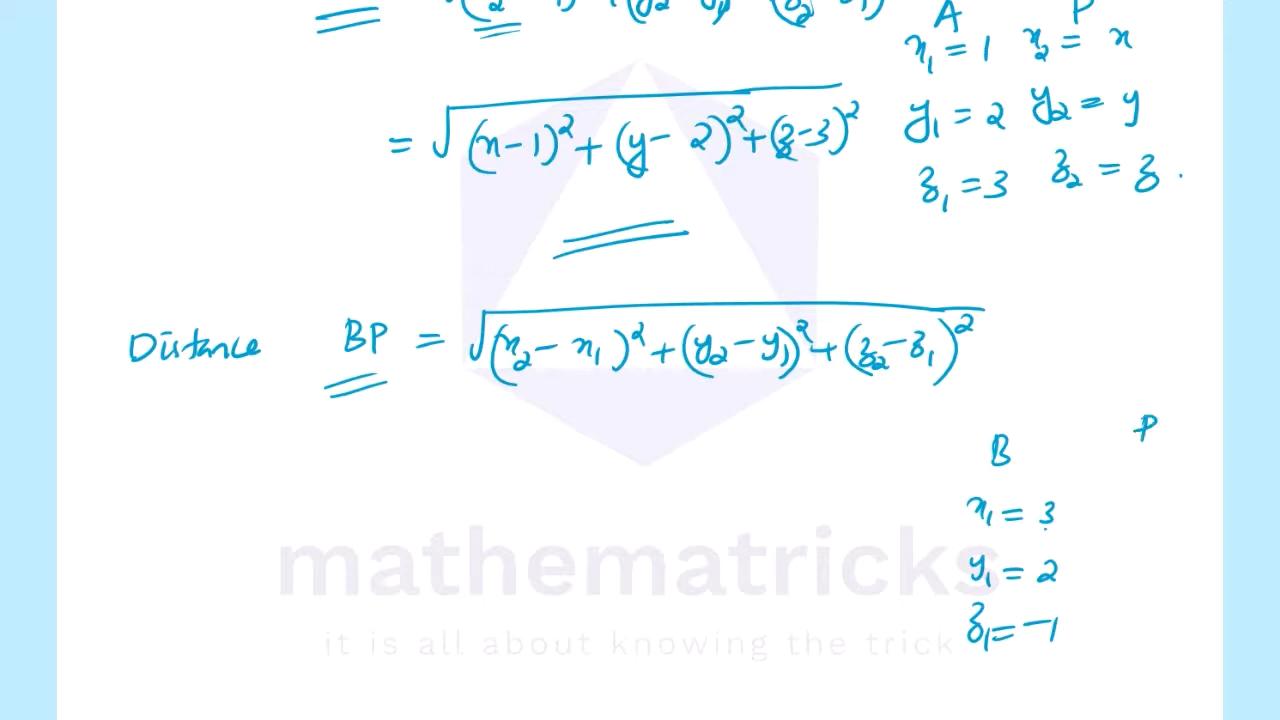 A P
x₁ = 1 x₂ = x
= √(x-1)² + (y-2)² + (z-3)²
y₁ = 2 y₂ = y
z₁ = 3 z₂ = z .
Distance BP = √(x₂ - x₁)² + (y₂ - y₁)² + (z₂ - z₁)²
B P
x₁ = 3
y₁ = 2
z₁ = -1
mathematricks
it is all about knowing the trick